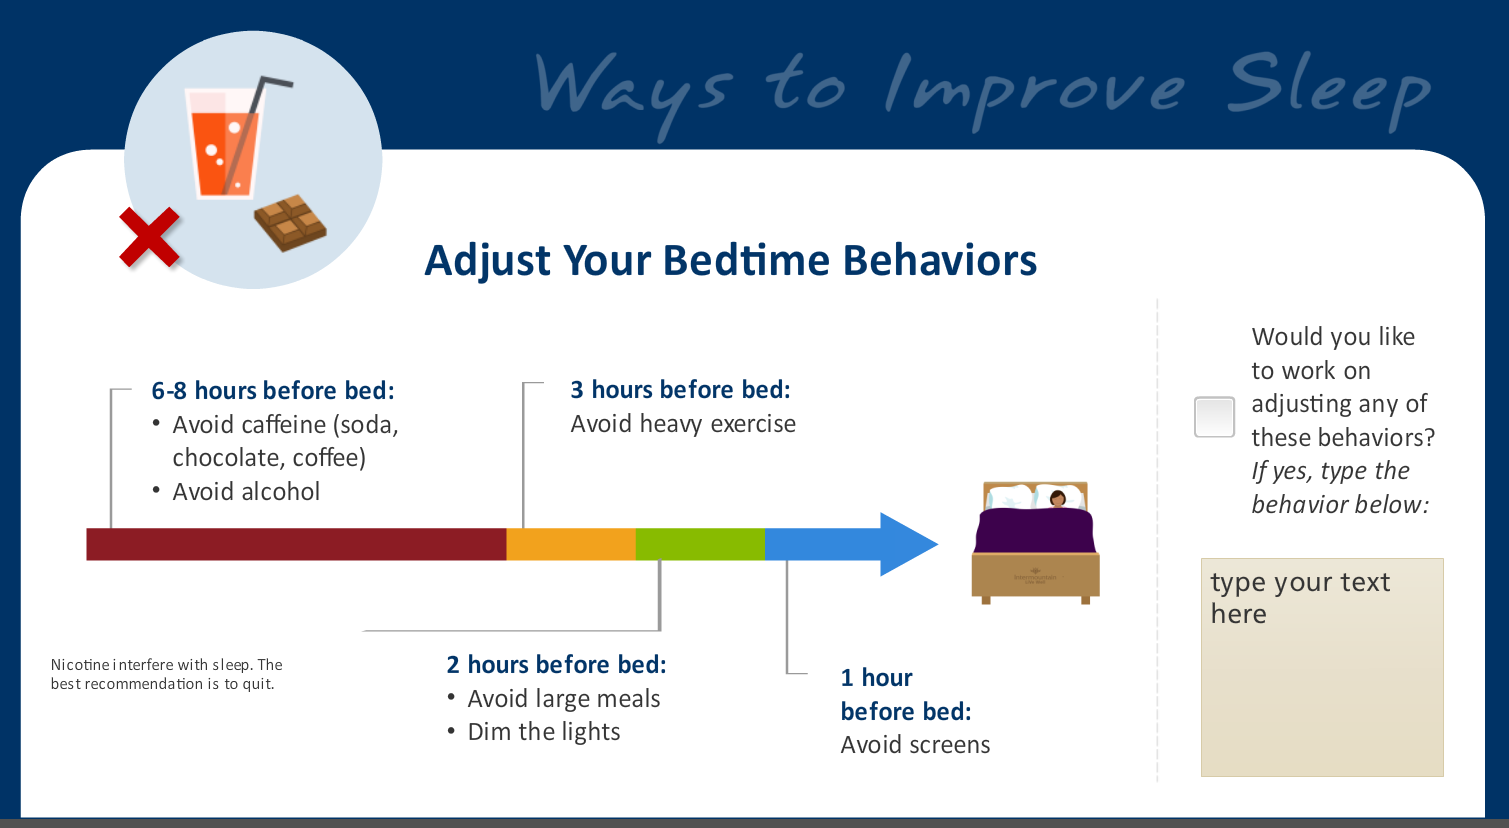 Ways to Improve Sleep
Adjust Your Bedtime Behaviors
6-8 hours before bed:
• Avoid caffeine (soda,
chocolate, coffee)
• Avoid alcohol
3 hours before bed:
Avoid heavy exercise
Nicotine interfere with sleep. The
best recommendation is to quit.
2 hours before bed:
• Avoid large meals
• Dim the lights
1 hour
before bed:
Avoid screens
Would you like
to work on
adjusting any of
these behaviors?
If yes, type the
behavior below:
type your text
here